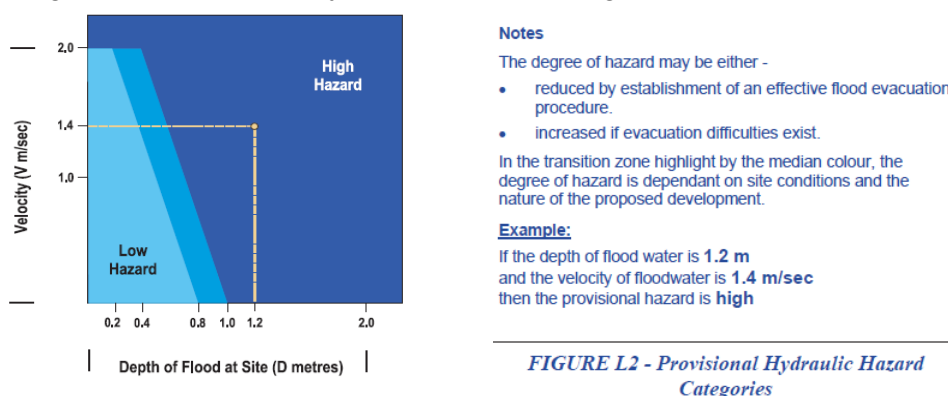 2.0
High
Hazard
1.4
Velocity (V m/sec)
1.0
Low
Hazard
0.2 0.4 0.8 1.0 1.2 2.0
Depth of Flood at Site (D metres)
Notes
The degree of hazard may be either -
• reduced by establishment of an effective flood evacuation
procedure.
• increased if evacuation difficulties exist.
In the transition zone highlight by the median colour, the
degree of hazard is dependant on site conditions and the
nature of the proposed development.
Example:
If the depth of flood water is 1.2 m
and the velocity of floodwater is 1.4 m/sec
then the provisional hazard is high
FIGURE L2 - Provisional Hydraulic Hazard
Categories